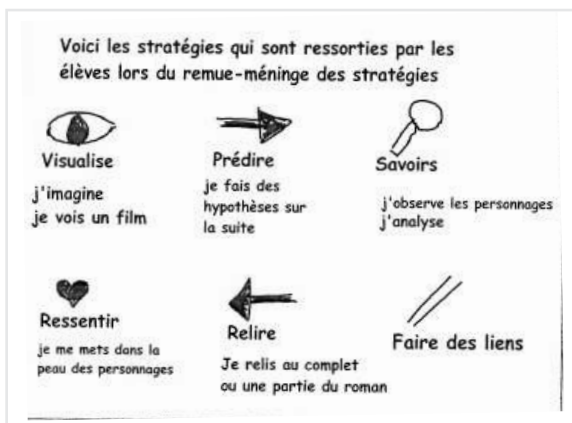 Voici les stratégies qui sont ressorties par les
élèves lors du remue-méninge des stratégies
Visualise
j'imagine
je vois un film
Prédire
je fais des
hypothèses sur
la suite
Savoirs
j'observe les personnages
j'analyse
Ressentir
je me mets dans la
peau des personnages
Relire
Je relis au complet
ou une partie du roman
Faire des liens